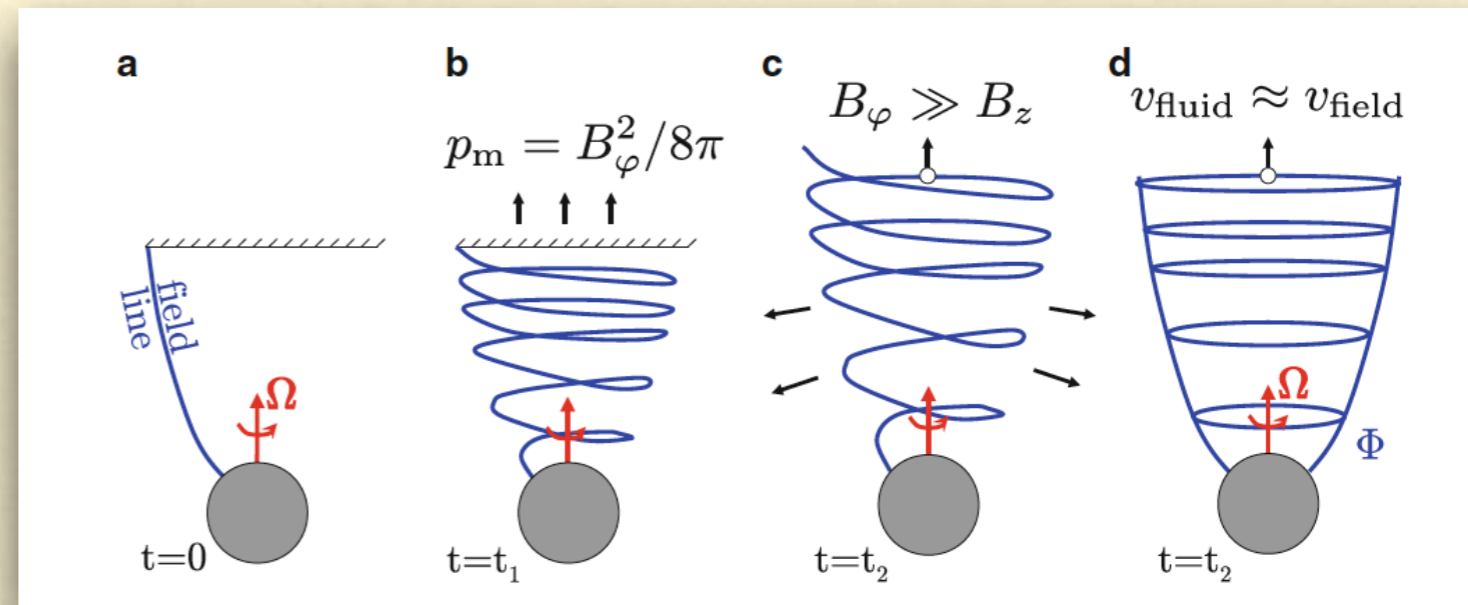 a
b
c
d
p_m = B_φ^2/8π
B_φ ≫ B_z
v_fluid ≈ v_field
field
line
Ω
Ω
Φ
t=0
t=t_1
t=t_2
t=t_2